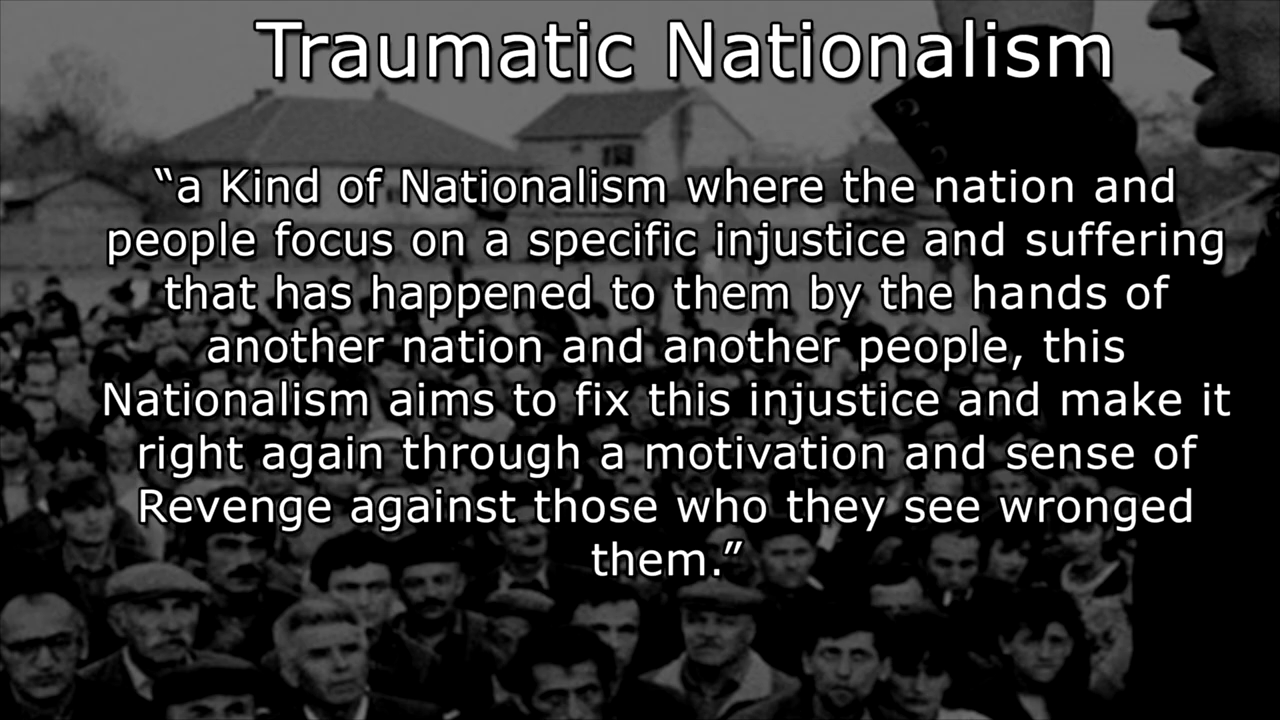 Traumatic Nationalism
“a Kind of Nationalism where the nation and
people focus on a specific injustice and suffering
that has happened to them by the hands of
another nation and another people, this
Nationalism aims to fix this injustice and make it
right again through a motivation and sense of
Revenge against those who they see wronged
them.”